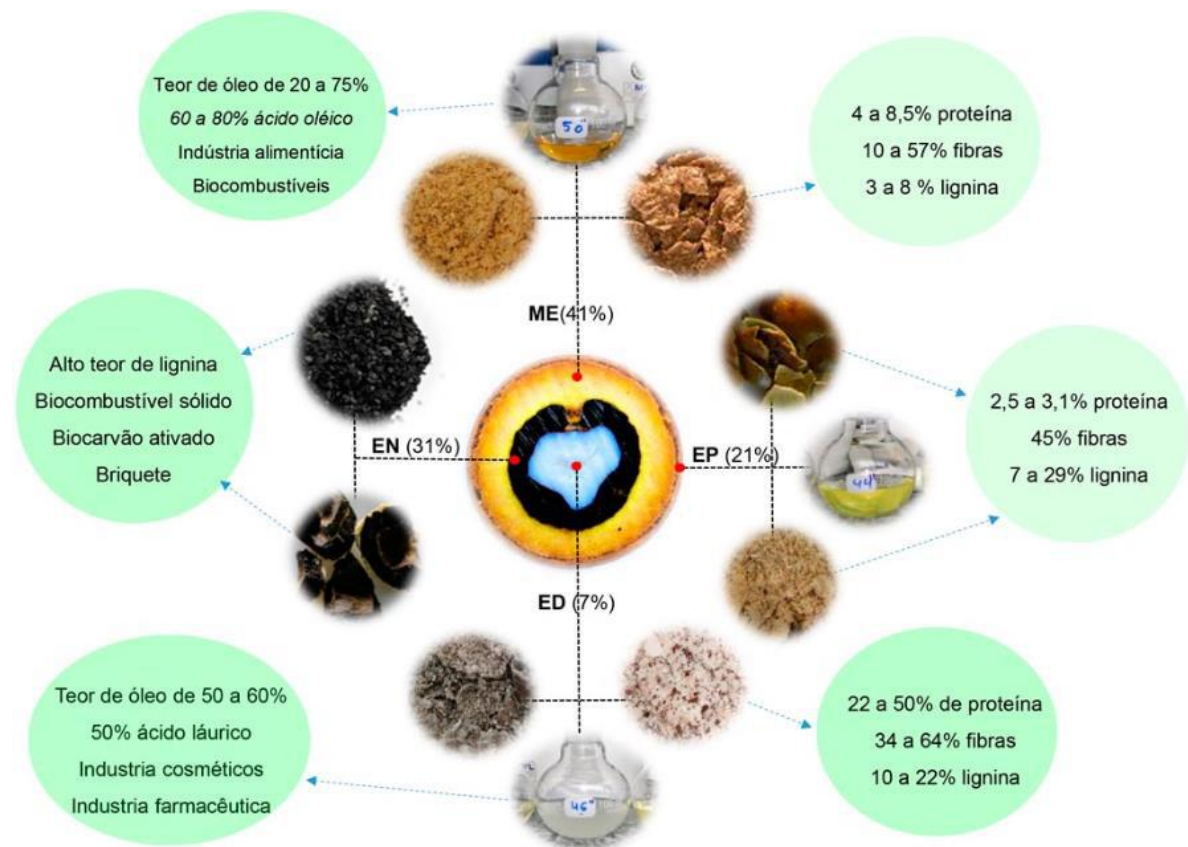 Teor de óleo de 20 a 75%
60 a 80% ácido oléico
Indústria alimentícia
Biocombustíveis
50
4 a 8,5% proteína
10 a 57% fibras
3 a 8 % lignina
ME(41%)
Alto teor de lignina
Biocombustível sólido
Biocarvão ativado
Briquete
EN (31%)
EP (21%)
44
2,5 a 3,1% proteína
45% fibras
7 a 29% lignina
ED (7%)
Teor de óleo de 50 a 60%
50% ácido láurico
Industria cosméticos
Industria farmacêutica
46
22 a 50% de proteína
34 a 64% fibras
10 a 22% lignina